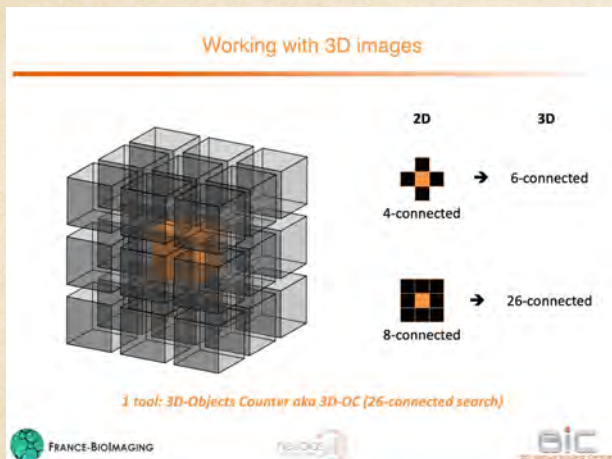 Working with 3D images
2D 3D
4-connected ➔ 6-connected
8-connected ➔ 26-connected
1 tool: 3D-Objects Counter aka 3D-OC (26-connected search)
FRANCE-BIOIMAGING
BiC